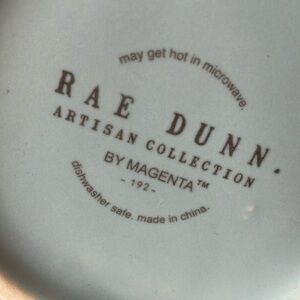 may get hot in microwave.
RAE DUNN.
ARTISAN COLLECTION
BY MAGENTA™
- 192 -
dishwasher safe. made in china.